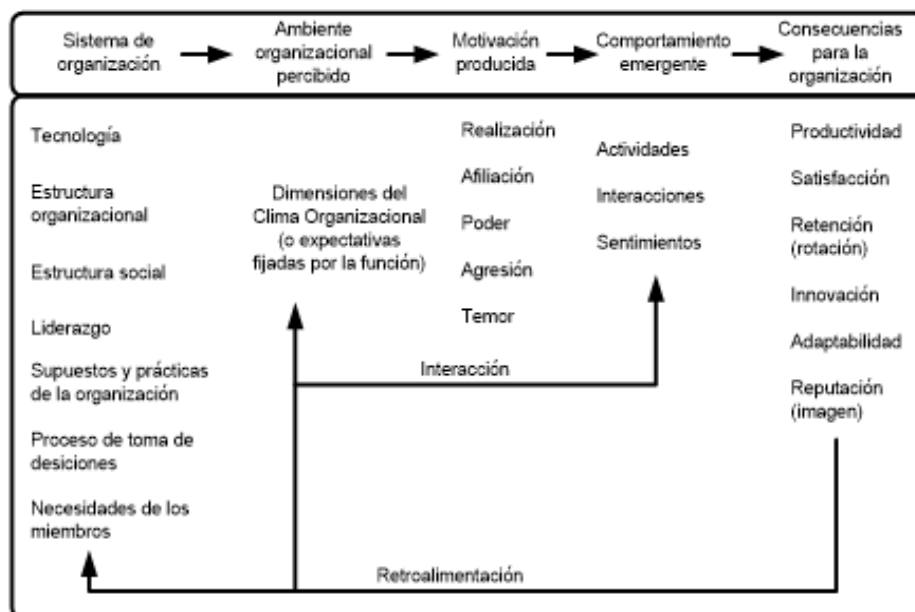 Sistema de
organización
Ambiente
organizacional
percibido
Motivación
producida
Comportamiento
emergente
Consecuencias
para la
organización
Tecnología
Estructura
organizacional
Estructura social
Liderazgo
Supuestos y prácticas
de la organización
Proceso de toma de
desiciones
Necesidades de los
miembros
Dimensiones del
Clima Organizacional
(o expectativas
fijadas por la función)
Realización
Afiliación
Poder
Agresión
Temor
Actividades
Interacciones
Sentimientos
Productividad
Satisfacción
Retención
(rotación)
Innovación
Adaptabilidad
Reputación
(imagen)
Interacción
Retroalimentación